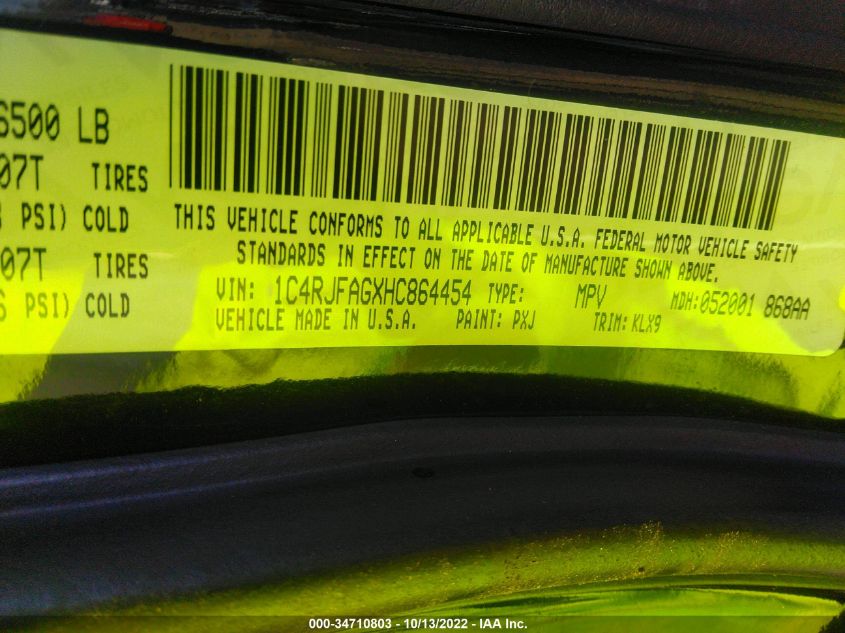 6500 LB
07T TIRES
PSI) COLD
07T TIRES
PSI) COLD
THIS VEHICLE CONFORMS TO ALL APPLICABLE U.S.A. FEDERAL MOTOR VEHICLE SAFETY
STANDARDS IN EFFECT ON THE DATE OF MANUFACTURE SHOWN ABOVE.
VIN: 1C4RJFAGXHC864454 TYPE: MPV MDH:052001 868AA
VEHICLE MADE IN U.S.A. PAINT: PXJ TRIM: KLX9
000-34710803 - 10/13/2022 - IAA Inc.